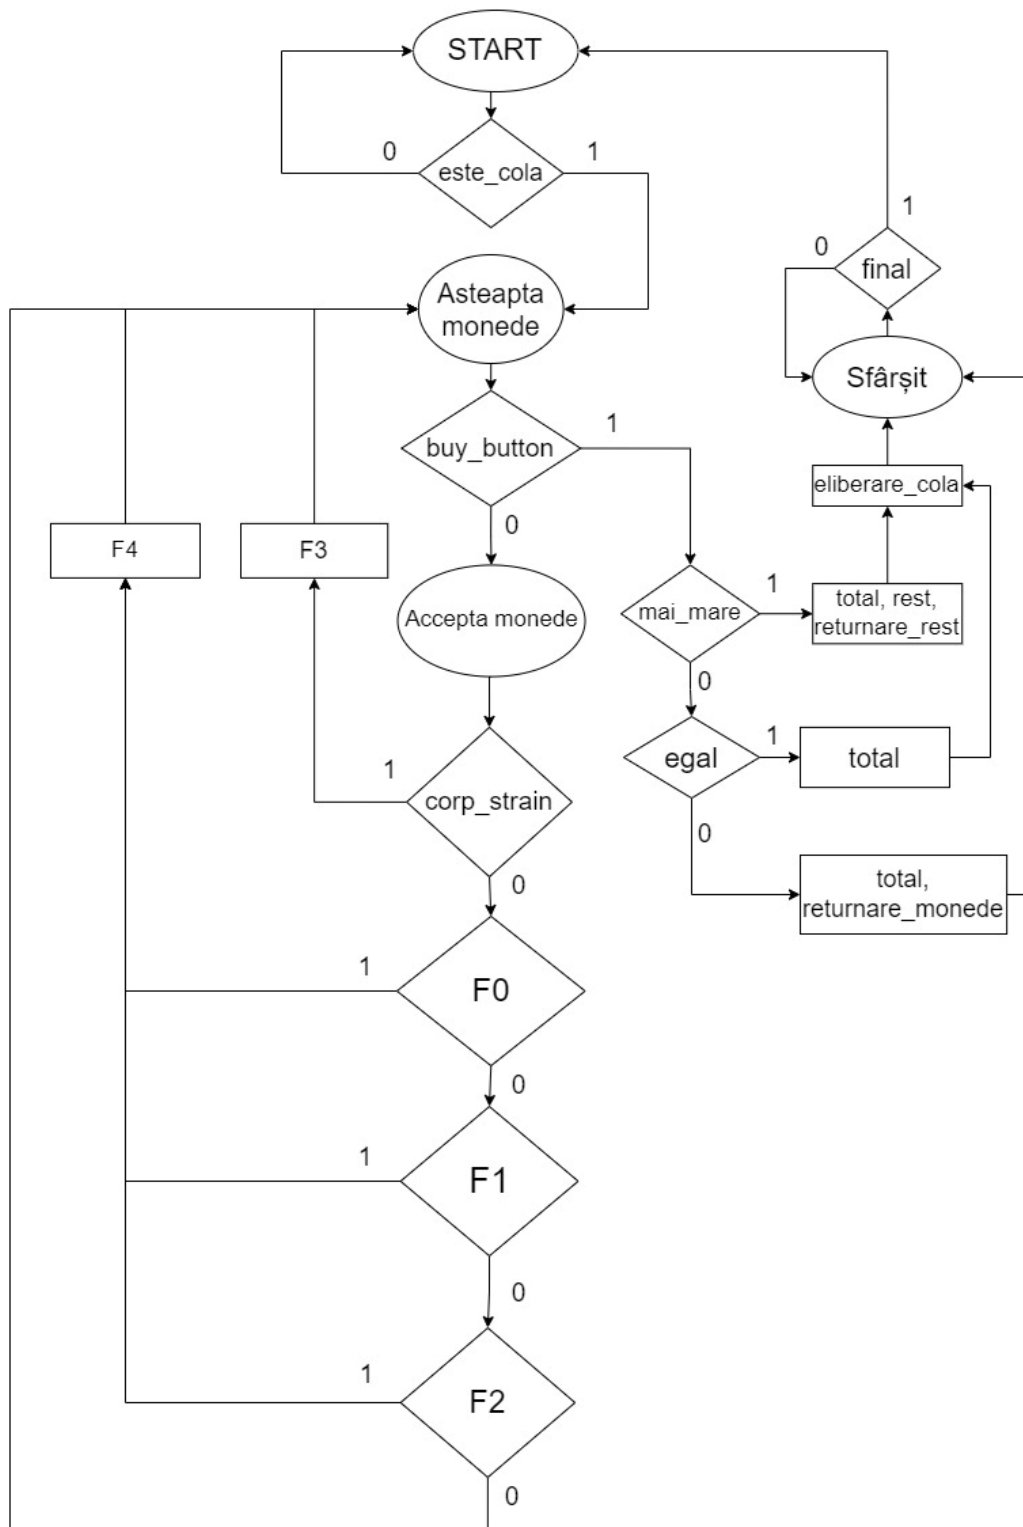 START
0
este_cola
1
Asteapta
monede
buy_button
1
0
Accepta monede
F4
F3
1
corp_strain
0
1
F0
0
1
F1
0
1
F2
0
mai_mare
1
total, rest,
returnare_rest
0
egal
1
total
0
total,
returnare_monede
eliberare_cola
Sfârșit
0
final
1